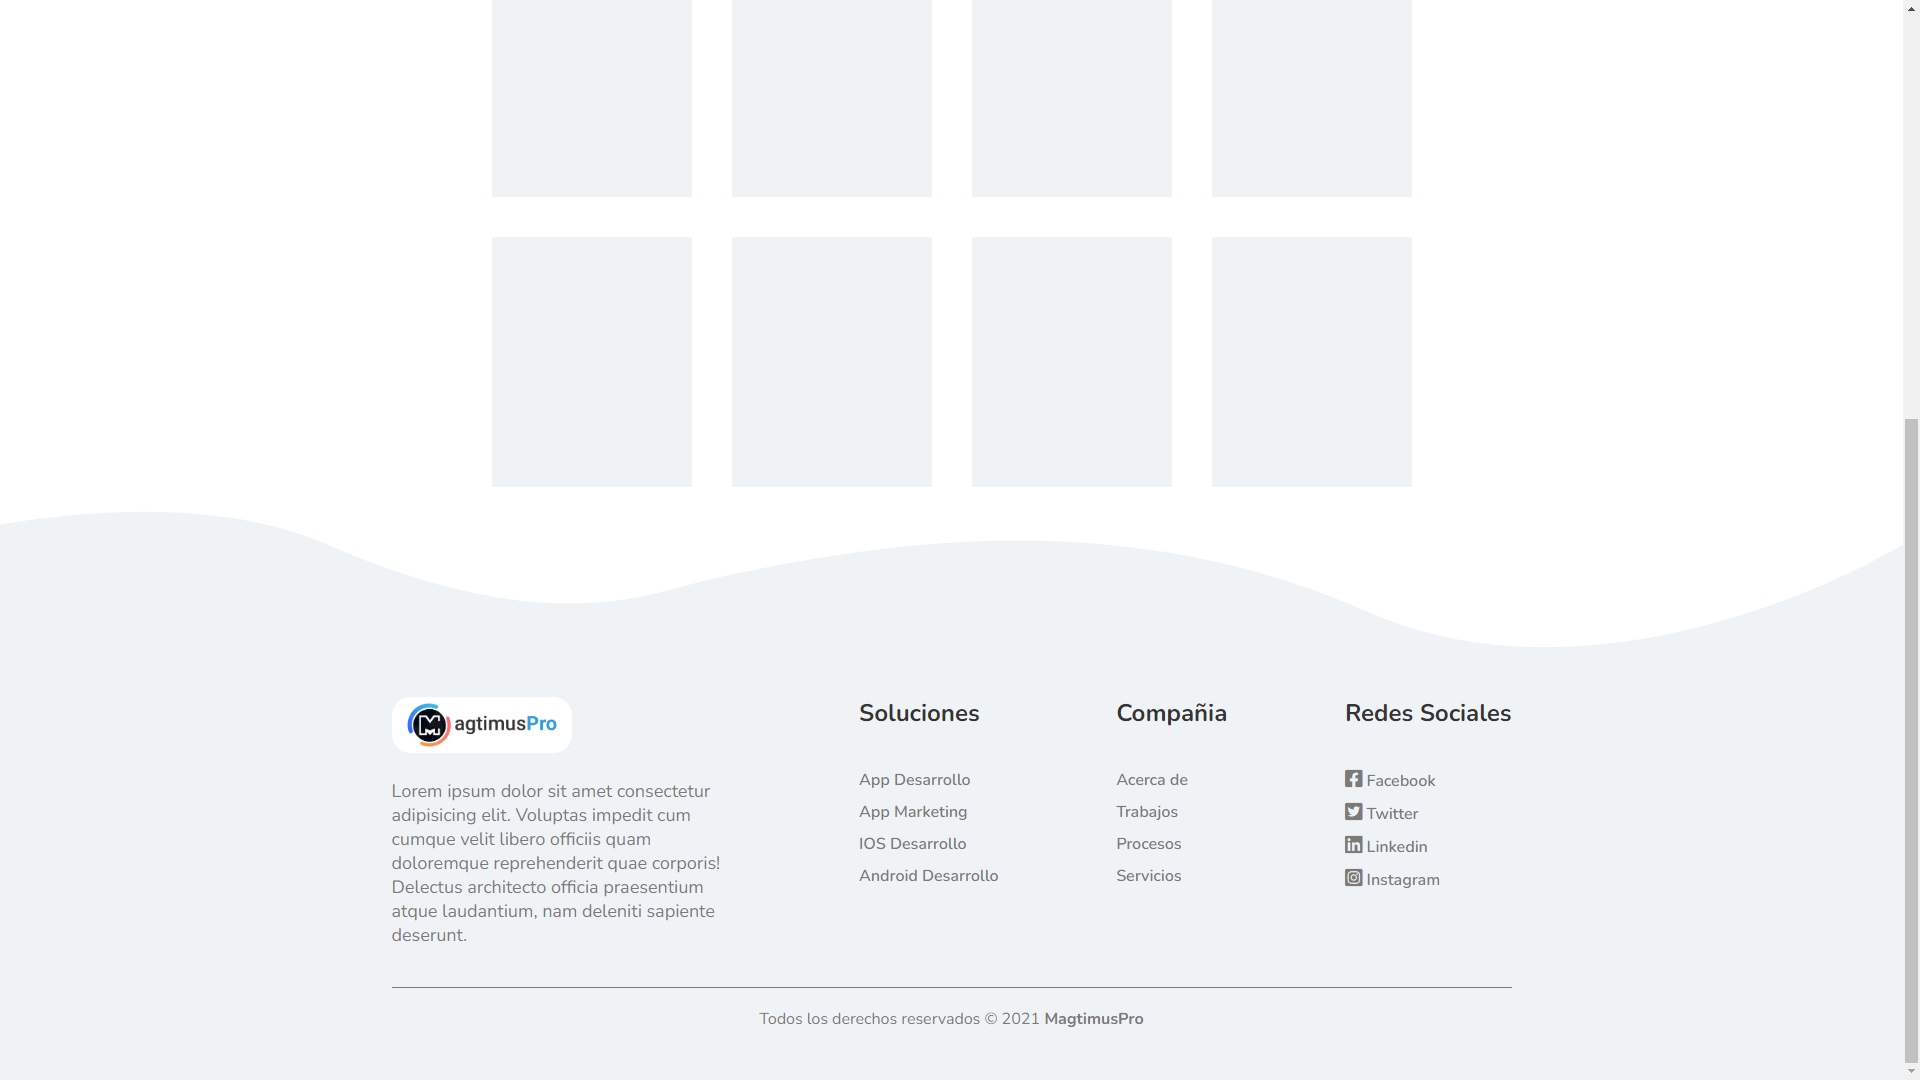 MagtimusPro
Lorem ipsum dolor sit amet consectetur
adipisicing elit. Voluptas impedit cum
cumque velit libero officiis quam
doloremque reprehenderit quae corporis!
Delectus architecto officia praesentium
atque laudantium, nam deleniti sapiente
deserunt.
Soluciones
App Desarrollo
App Marketing
IOS Desarrollo
Android Desarrollo
Compañia
Acerca de
Trabajos
Procesos
Servicios
Redes Sociales
Facebook
Twitter
Linkedin
Instagram
Todos los derechos reservados © 2021 MagtimusPro